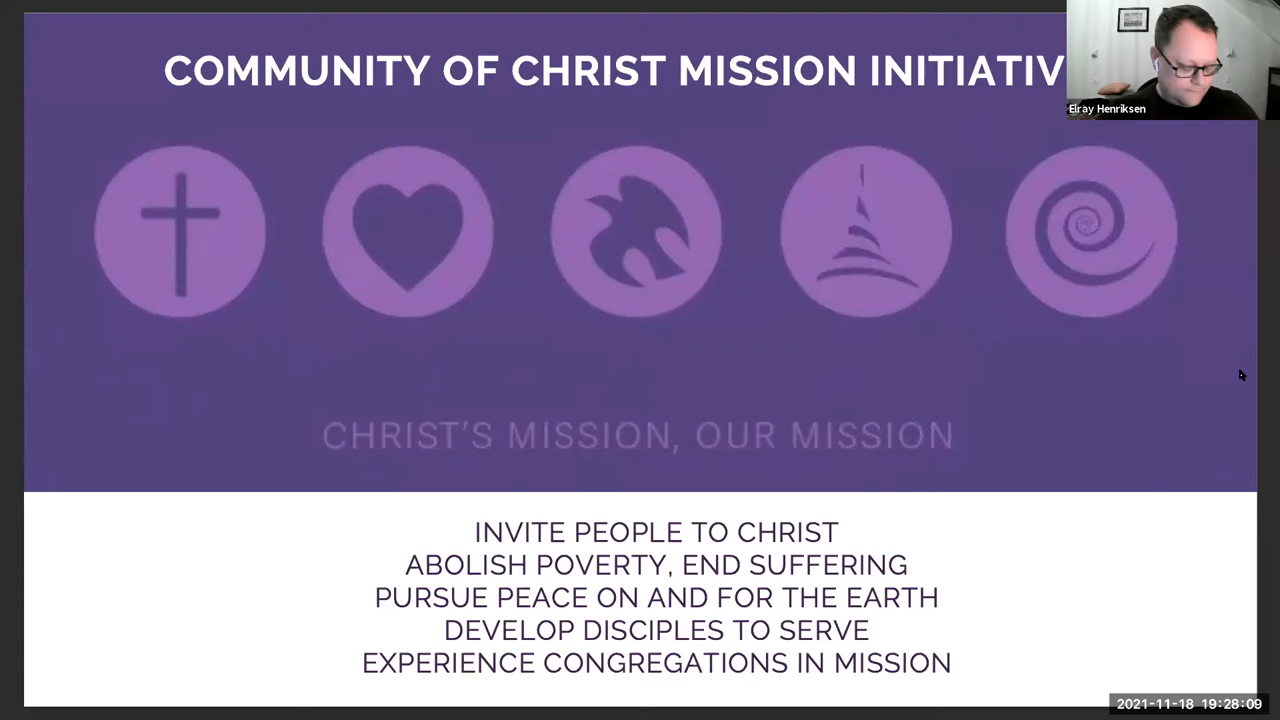 COMMUNITY OF CHRIST MISSION INITIATIV
Elray Henriksen
CHRIST'S MISSION, OUR MISSION
INVITE PEOPLE TO CHRIST
ABOLISH POVERTY, END SUFFERING
PURSUE PEACE ON AND FOR THE EARTH
DEVELOP DISCIPLES TO SERVE
EXPERIENCE CONGREGATIONS IN MISSION
2021-11-18 19:28:09